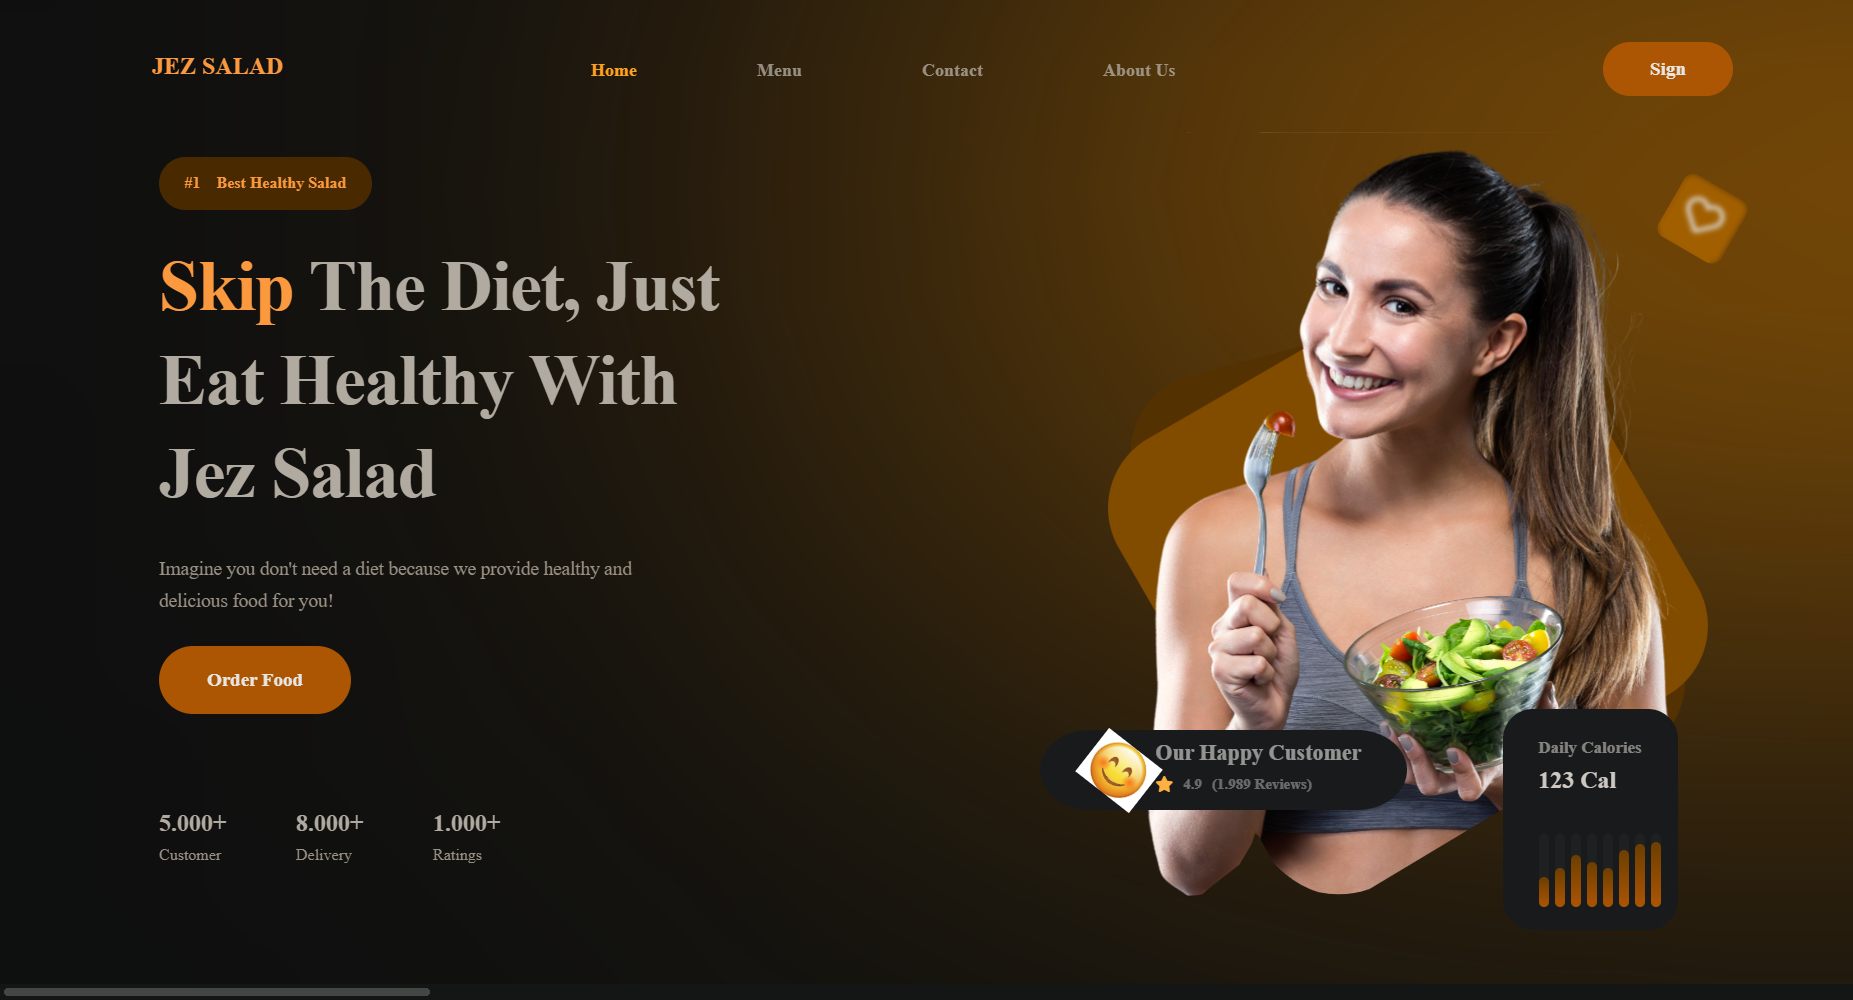 JEZ SALAD
Home
Menu
Contact
About Us
Sign
#1 Best Healthy Salad
Skip The Diet, Just
Eat Healthy With
Jez Salad
Imagine you don't need a diet because we provide healthy and
delicious food for you!
Order Food
5.000+
Customer
8.000+
Delivery
1.000+
Ratings
Our Happy Customer
4.9 (1.989 Reviews)
Daily Calories
123 Cal